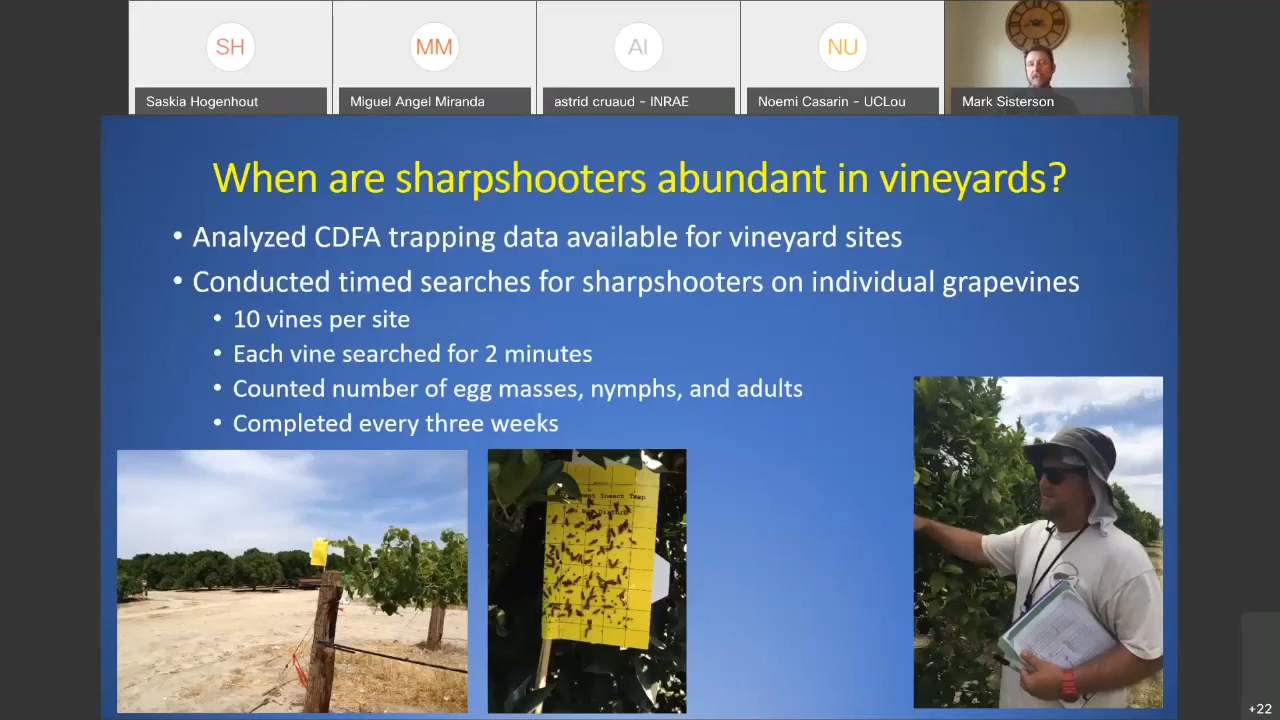 SH
MM
AI
NU
Saskia Hogenhout
Miguel Angel Miranda
astrid cruaud - INRAE
Noemi Casarin - UCLou
Mark Sisterson
When are sharpshooters abundant in vineyards?
• Analyzed CDFA trapping data available for vineyard sites
• Conducted timed searches for sharpshooters on individual grapevines
• 10 vines per site
• Each vine searched for 2 minutes
• Counted number of egg masses, nymphs, and adults
• Completed every three weeks
Insect Trap
+22